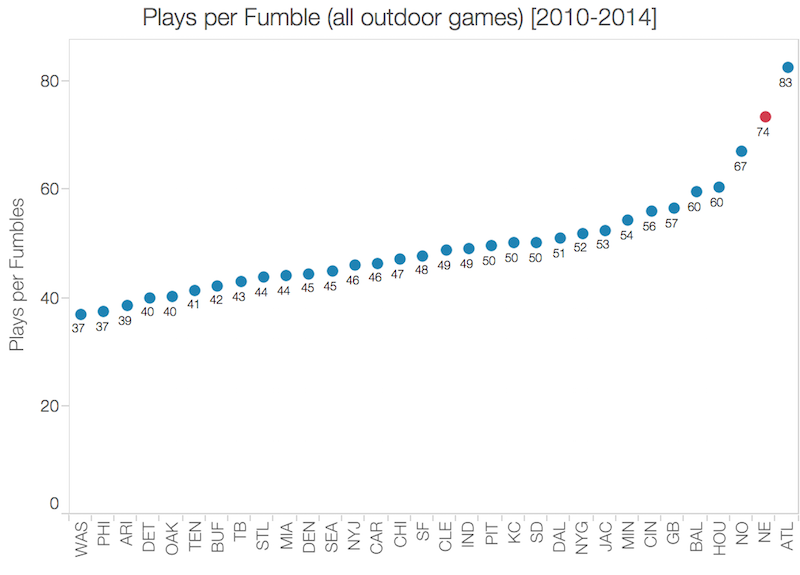 Plays per Fumble (all outdoor games) [2010-2014]
Plays per Fumbles
80
60
40
20
0
37
37
39
40
40
41
42
43
44
44
45
45
46
46
47
48
49
49
50
50
50
51
52
53
54
56
57
60
60
67
74
83
WAS
PHI
ARI
DET
OAK
TEN
BUF
TB
STL
MIA
DEN
SEA
NYJ
CAR
CHI
SF
CLE
IND
PIT
KC
SD
DAL
NYG
JAC
MIN
CIN
GB
BAL
HOU
NO
NE
ATL